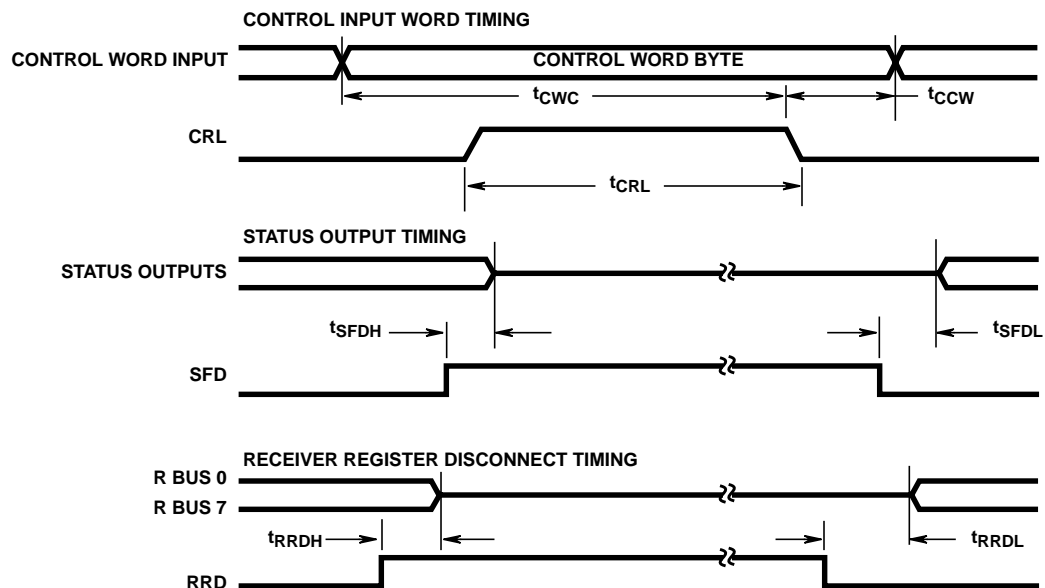 CONTROL INPUT WORD TIMING
CONTROL WORD INPUT
CONTROL WORD BYTE
tCWC
tCCW
CRL
tCRL
STATUS OUTPUT TIMING
STATUS OUTPUTS
tSFDH
tSFDL
SFD
RECEIVER REGISTER DISCONNECT TIMING
R BUS 0
R BUS 7
tRRDH
tRRDL
RRD